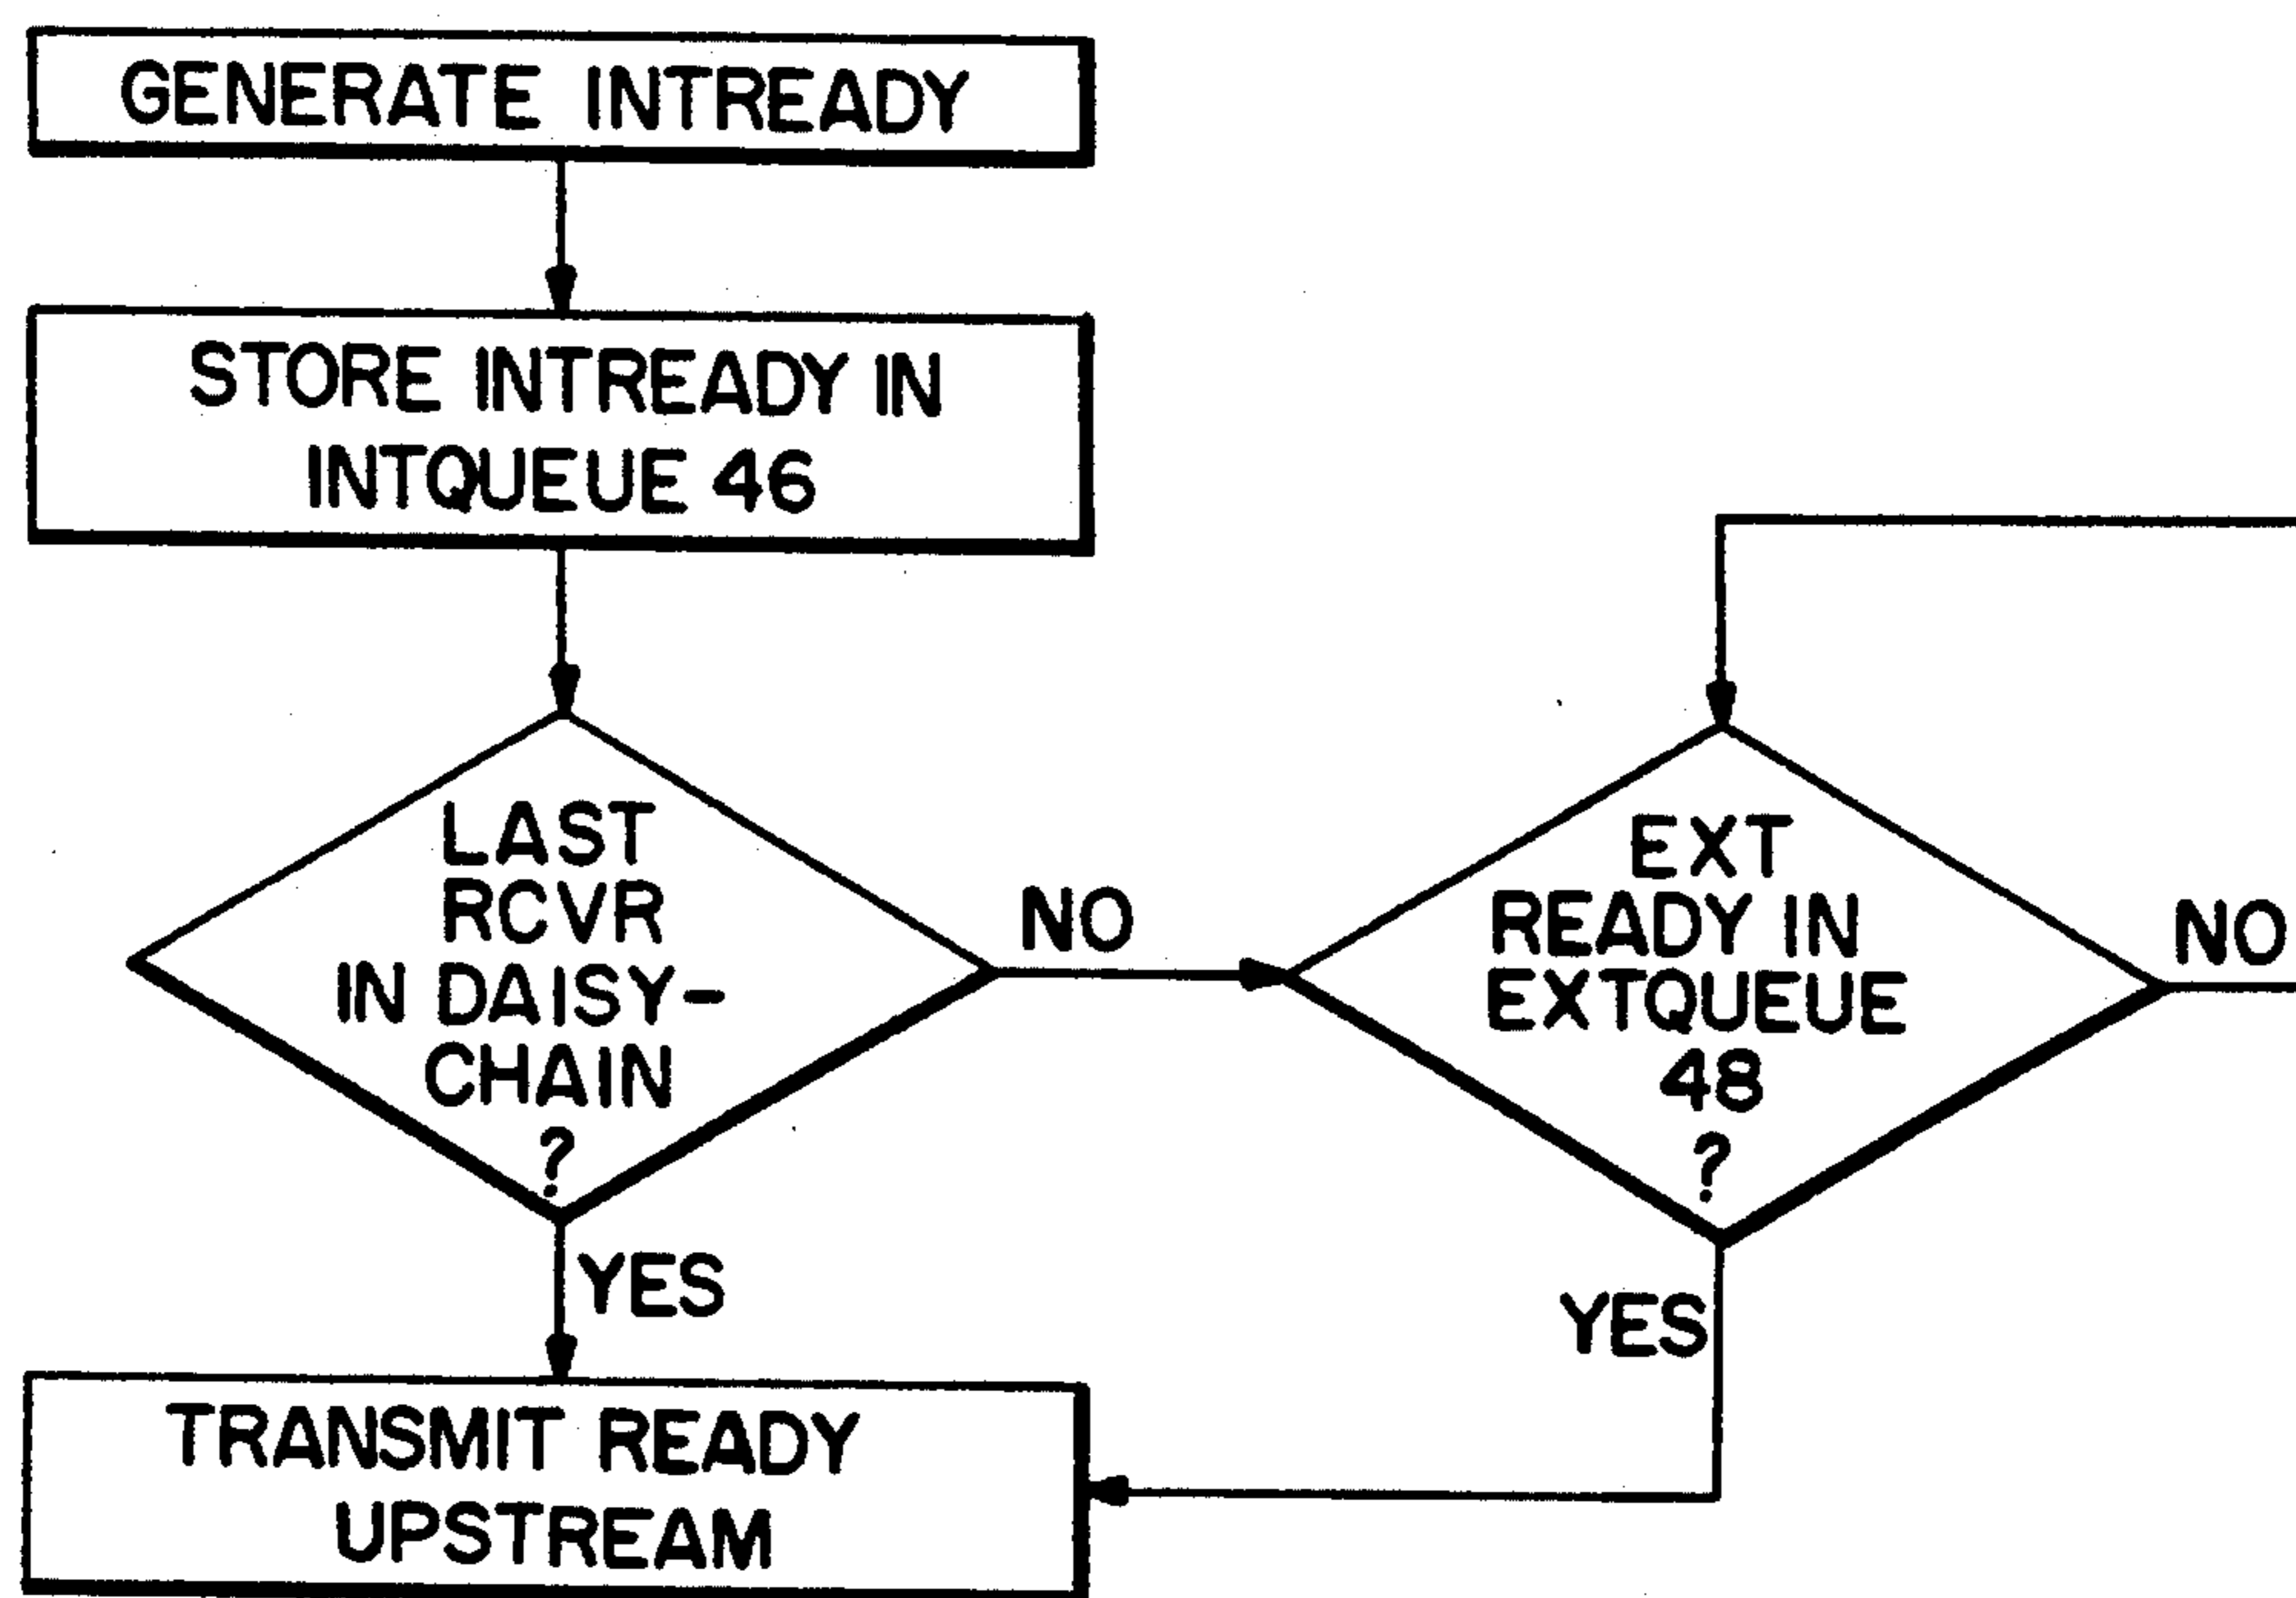 GENERATE INTREADY
STORE INTREADY IN
INTQUEUE 46
LAST
RCVR
IN DAISY-
CHAIN
?
NO
EXT
READY IN
EXTQUEUE
48
?
NO
YES
YES
TRANSMIT READY
UPSTREAM